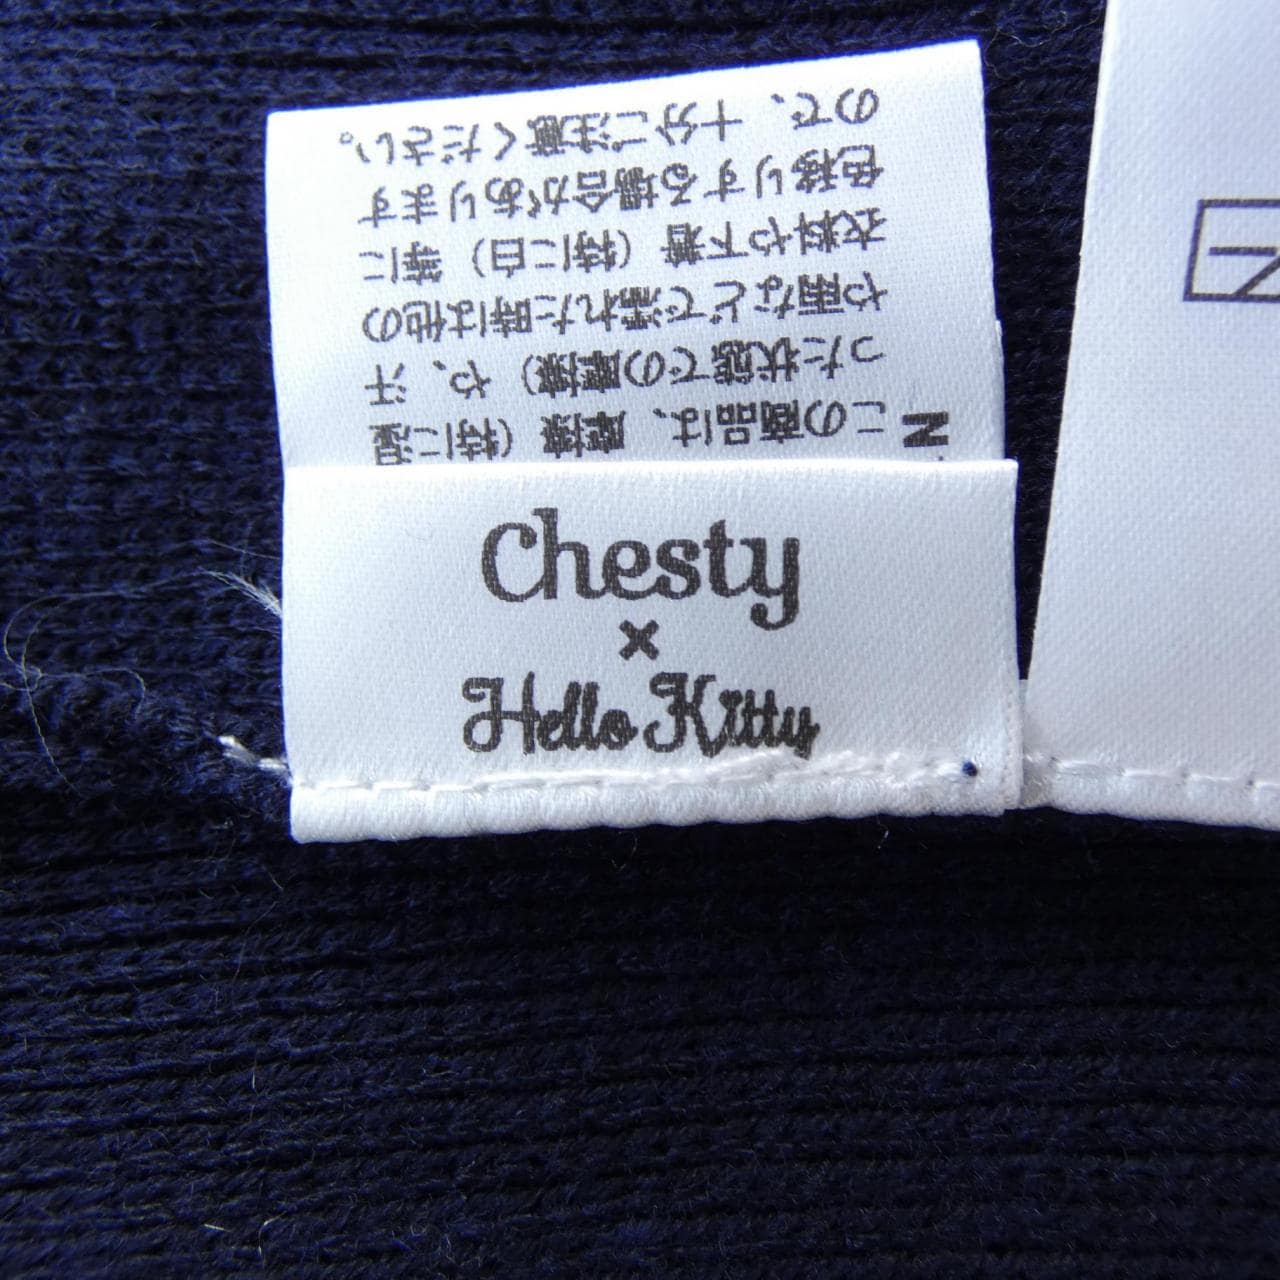 この商品は、摩擦（特に湿
った状態での摩擦）や、汗
や雨などで濡れた時は他の
衣料や下着（特に白）等に
色移りする場合があります
ので、十分ご注意ください。
Chesty
×
Hello Kitty